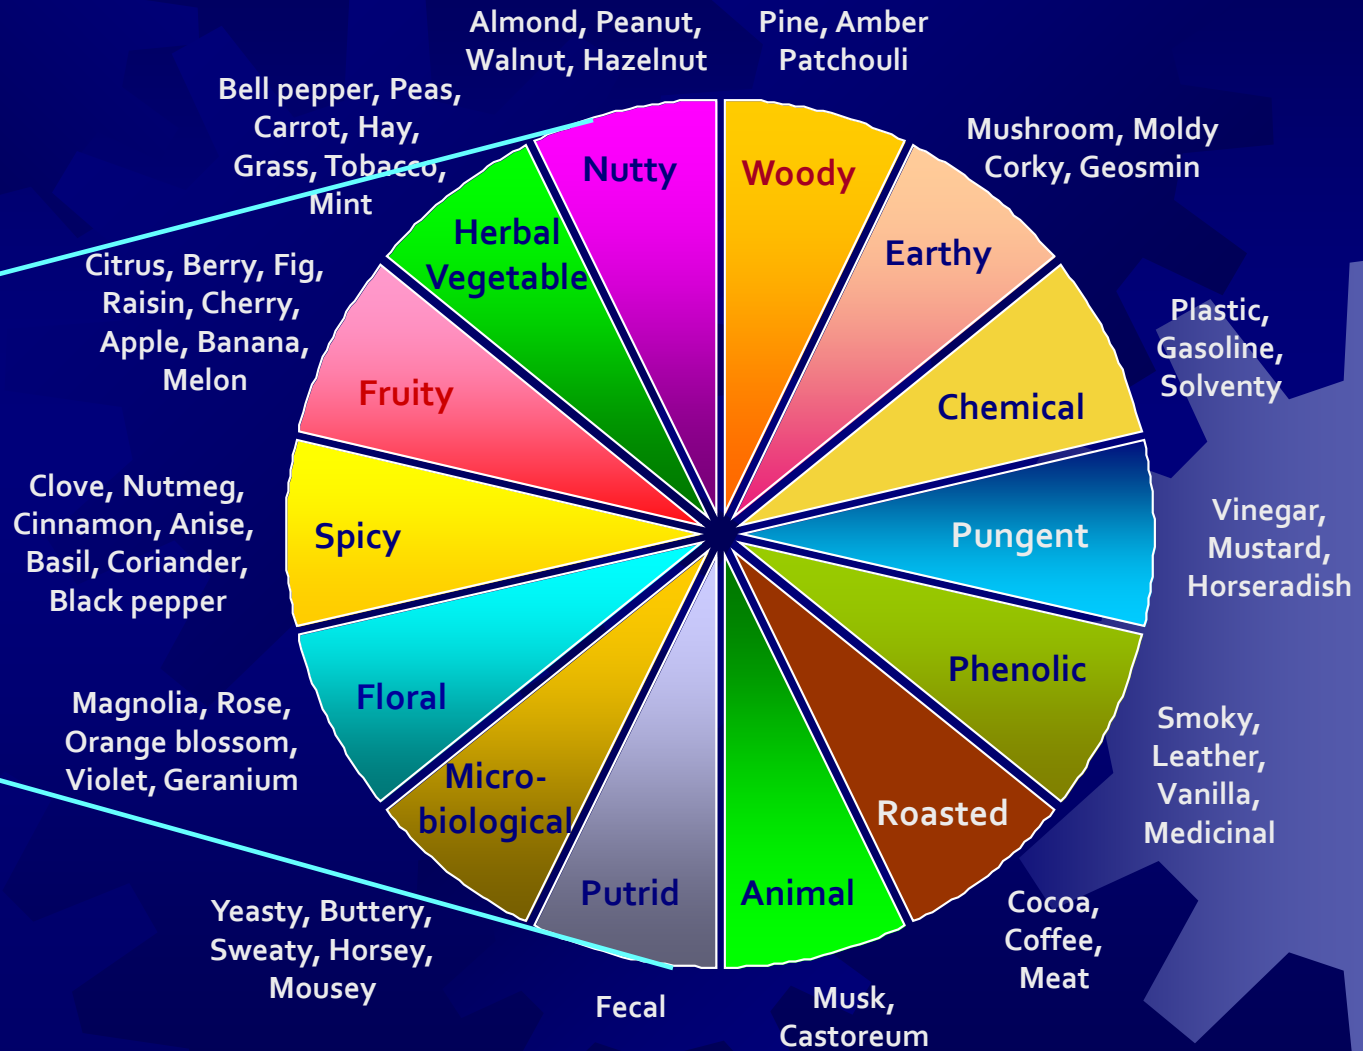 Almond, Peanut,
Walnut, Hazelnut
Pine, Amber
Patchouli
Bell pepper, Peas,
Carrot, Hay,
Grass, Tobacco,
Mint
Mushroom, Moldy
Corky, Geosmin
Nutty
Woody
Herbal
Vegetable
Earthy
Citrus, Berry, Fig,
Raisin, Cherry,
Apple, Banana,
Melon
Plastic,
Gasoline,
Solventy
Fruity
Chemical
Clove, Nutmeg,
Cinnamon, Anise,
Basil, Coriander,
Black pepper
Spicy
Pungent
Vinegar,
Mustard,
Horseradish
Magnolia, Rose,
Orange blossom,
Violet, Geranium
Floral
Phenolic
Smoky,
Leather,
Vanilla,
Medicinal
Micro-
biological
Roasted
Putrid
Animal
Yeasty, Buttery,
Sweaty, Horsey,
Mousey
Cocoa,
Coffee,
Meat
Fecal
Musk,
Castoreum